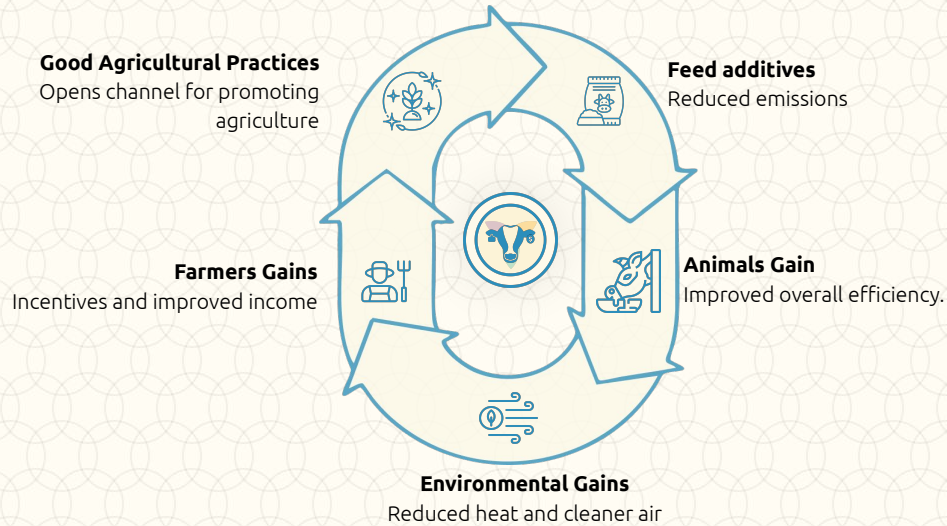 Good Agricultural Practices
Opens channel for promoting
agriculture
Feed additives
Reduced emissions
Animals Gain
Improved overall efficiency.
Environmental Gains
Reduced heat and cleaner air
Farmers Gains
Incentives and improved income